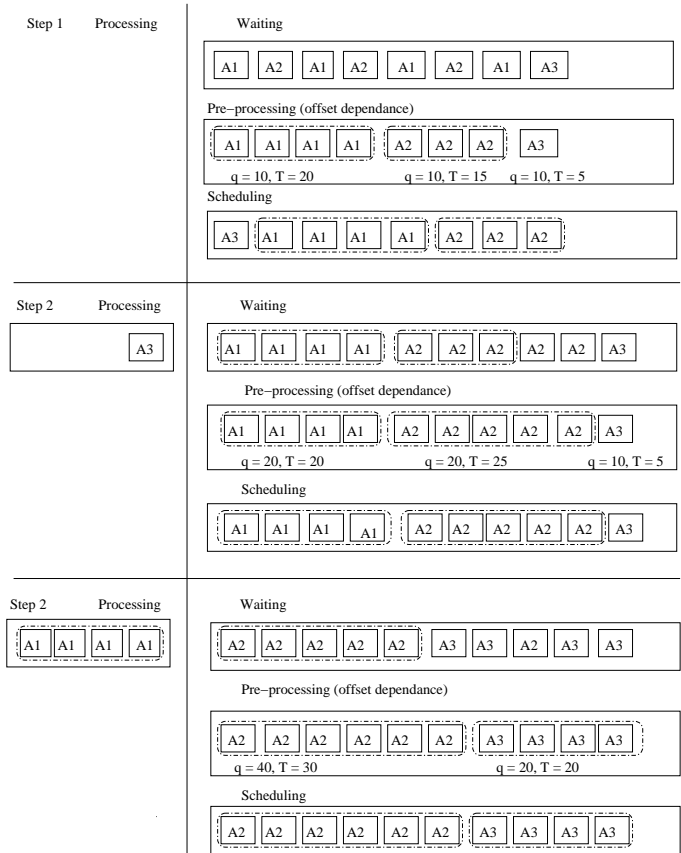 Step 1 Processing Waiting
A1 A2 A1 A2 A1 A2 A1 A3
Pre−processing (offset dependance)
A1 A1 A1 A1 A2 A2 A2 A3
q = 10, T = 20 q = 10, T = 15 q = 10, T = 5
Scheduling
A3 A1 A1 A1 A1 A2 A2 A2
Step 2 Processing Waiting
A3 A1 A1 A1 A1 A2 A2 A2 A2 A2 A3
Pre−processing (offset dependance)
A1 A1 A1 A1 A2 A2 A2 A2 A2 A3
q = 20, T = 20 q = 20, T = 25 q = 10, T = 5
Scheduling
A1 A1 A1 A1 A2 A2 A2 A2 A2 A3
Step 2 Processing Waiting
A1 A1 A1 A1 A2 A2 A2 A2 A2 A3 A3 A2 A3 A3
Pre−processing (offset dependance)
A2 A2 A2 A2 A2 A2 A3 A3 A3 A3
q = 40, T = 30 q = 20, T = 20
Scheduling
A2 A2 A2 A2 A2 A2 A3 A3 A3 A3